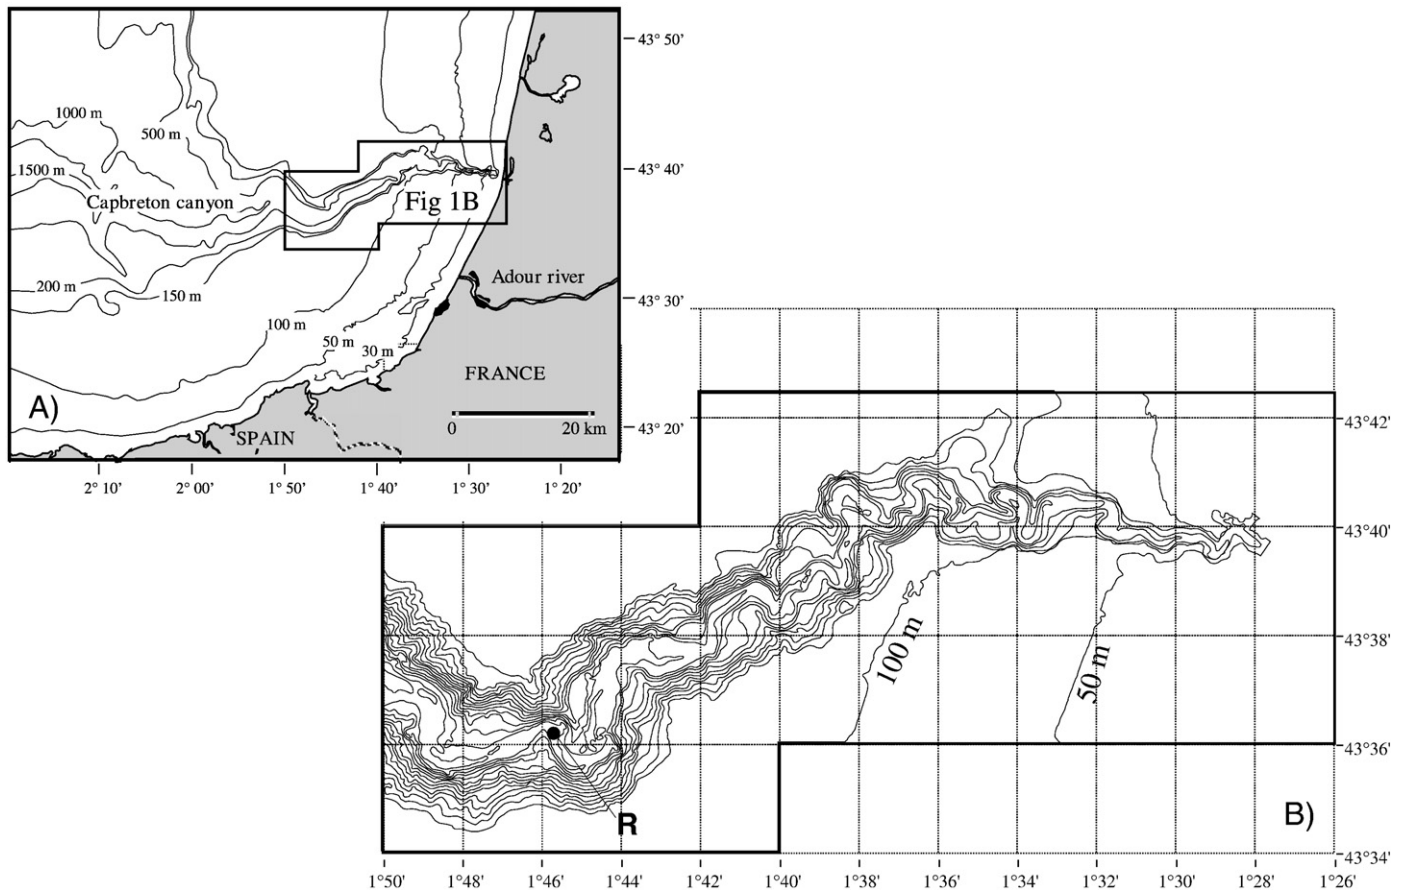 43° 50'
1000 m
500 m
43° 40'
1500 m
Capbreton canyon
Fig 1B
Adour river
200 m
150 m
43° 30'
100 m
50 m
30 m
FRANCE
A)
0
20 km
43° 20'
SPAIN
2° 10'
2° 00'
1° 50'
1° 40'
1° 30'
1° 20'
43°42'
43°40'
100 m
50 m
43°38'
43°36'
R
B)
43°34'
1°50'
1°48'
1°46'
1°44'
1°42'
1°40'
1°38'
1°36'
1°34'
1°32'
1°30'
1°28'
1°26'